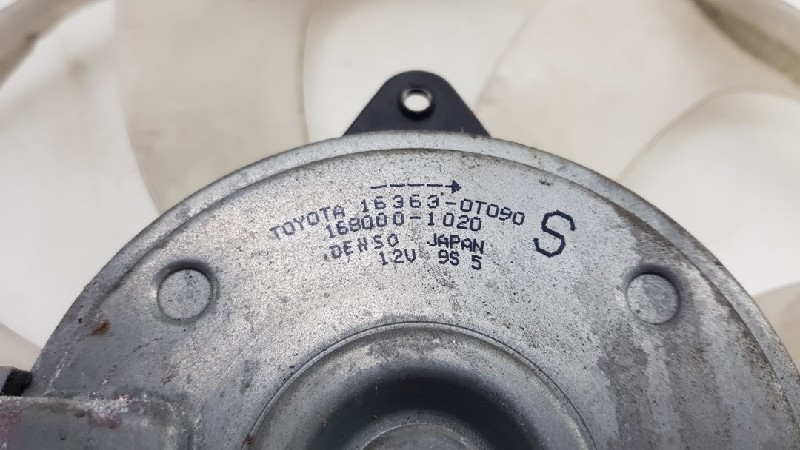 TOYOTA 16363-0T090
168000-1020
DENSO JAPAN
12V 9S 5
S